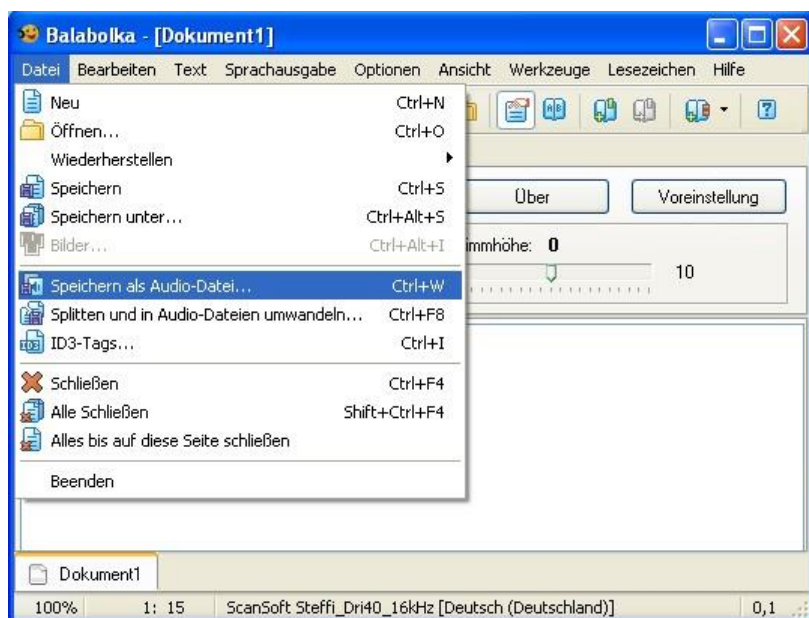 Balabolka - [Dokument1]
Datei Bearbeiten Text Sprachausgabe Optionen Ansicht Werkzeuge Lesezeichen Hilfe
Neu Ctrl+N
Öffnen... Ctrl+O
Wiederherstellen
Speichern Ctrl+S
Speichern unter... Ctrl+Alt+S
Bilder... Ctrl+Alt+I
Speichern als Audio-Datei... Ctrl+W
Splitten und in Audio-Dateien umwandeln... Ctrl+F8
ID3-Tags... Ctrl+I
Schließen Ctrl+F4
Alle Schließen Shift+Ctrl+F4
Alles bis auf diese Seite schließen
Beenden
Über Voreinstellung
immhöhe: 0
10
Dokument1
100% 1: 15 ScanSoft Steffi_Dri40_16kHz [Deutsch (Deutschland)] 0,1